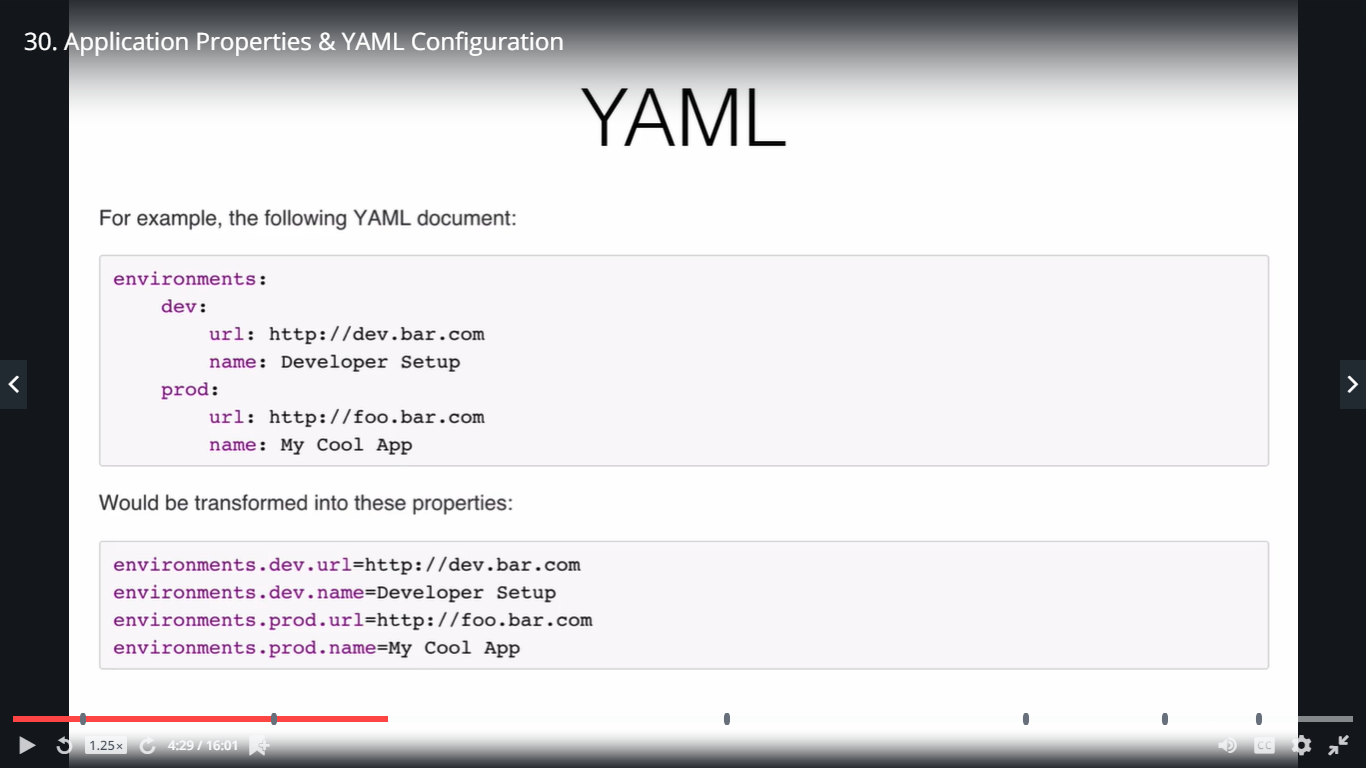 30. Application Properties & YAML Configuration
YAML
For example, the following YAML document:
environments:
    dev:
        url: http://dev.bar.com
        name: Developer Setup
    prod:
        url: http://foo.bar.com
        name: My Cool App
Would be transformed into these properties:
environments.dev.url=http://dev.bar.com
environments.dev.name=Developer Setup
environments.prod.url=http://foo.bar.com
environments.prod.name=My Cool App
1.25×
4:29 / 16:01
CC